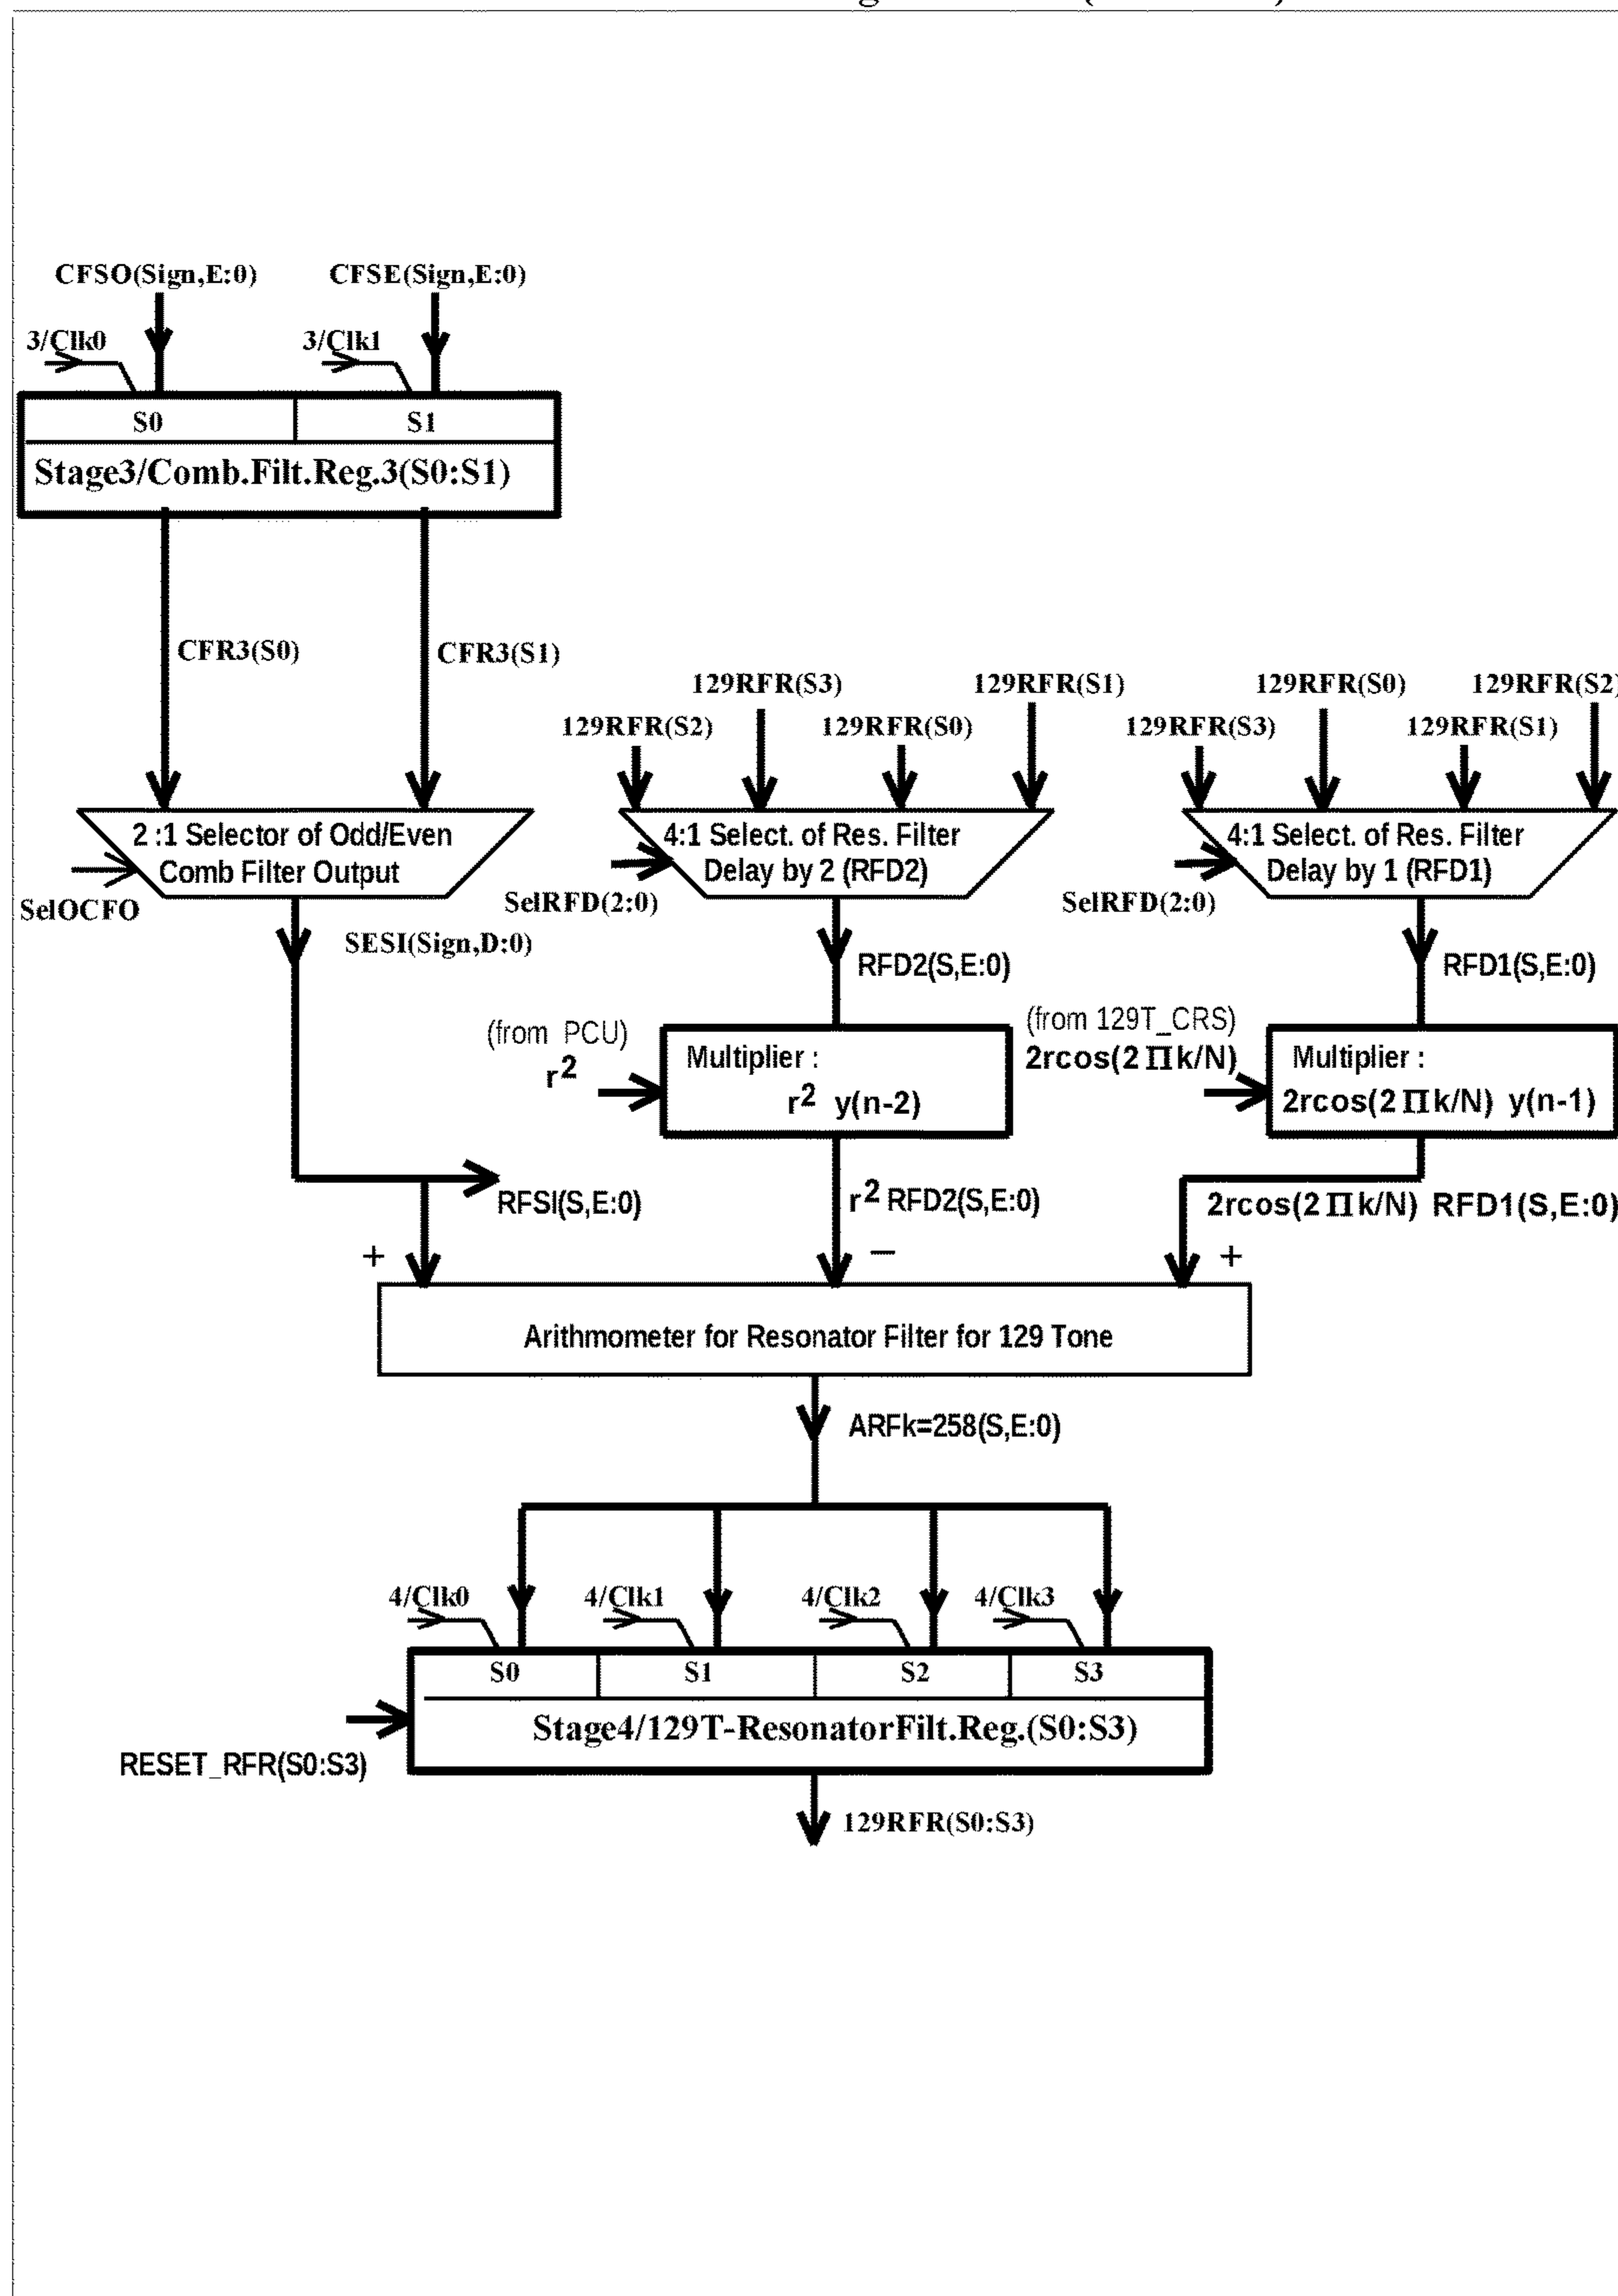 CFSO(Sign,E:0)
CFSE(Sign,E:0)
3/Clk0
3/Clk1
S0
S1
Stage3/Comb.Filt.Reg.3(S0:S1)
CFR3(S0)
CFR3(S1)
129RFR(S3)
129RFR(S1)
129RFR(S0)
129RFR(S2)
129RFR(S2)
129RFR(S0)
129RFR(S3)
129RFR(S1)
2 :1 Selector of Odd/Even
Comb Filter Output
4:1 Select. of Res. Filter
Delay by 2 (RFD2)
4:1 Select. of Res. Filter
Delay by 1 (RFD1)
SelOCFO
SelRFD(2:0)
SelRFD(2:0)
SESI(Sign,D:0)
RFD2(S,E:0)
RFD1(S,E:0)
(from PCU)
r²
Multiplier :
r² y(n-2)
(from 129T_CRS)
2rcos(2Πk/N)
Multiplier :
2rcos(2Πk/N) y(n-1)
RFSI(S,E:0)
r² RFD2(S,E:0)
2rcos(2Πk/N) RFD1(S,E:0)
+
−
+
Arithmometer for Resonator Filter for 129 Tone
ARFk=258(S,E:0)
4/Clk0
4/Clk1
4/Clk2
4/Clk3
S0
S1
S2
S3
Stage4/129T-ResonatorFilt.Reg.(S0:S3)
RESET_RFR(S0:S3)
129RFR(S0:S3)